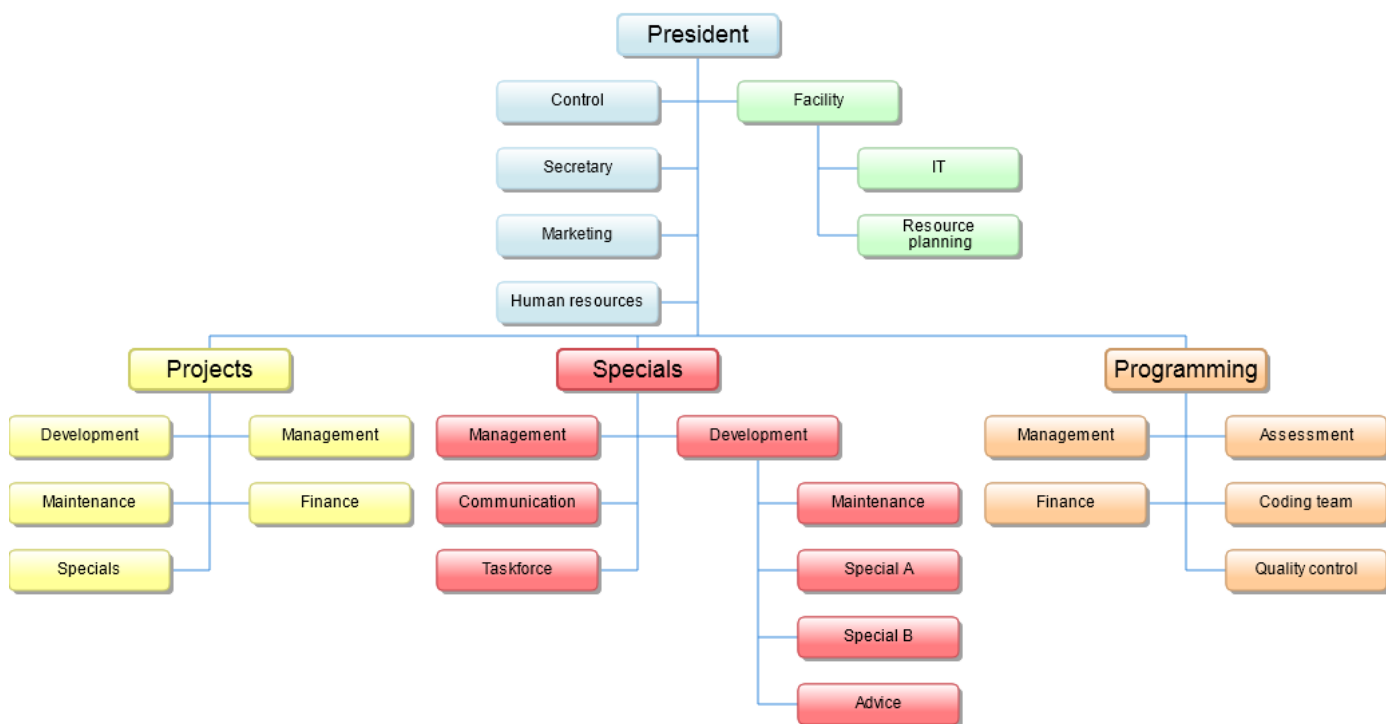 President
Control
Facility
Secretary
IT
Marketing
Resource
planning
Human resources
Projects
Specials
Programming
Development
Management
Management
Development
Management
Assessment
Maintenance
Finance
Communication
Maintenance
Finance
Coding team
Specials
Taskforce
Special A
Quality control
Special B
Advice